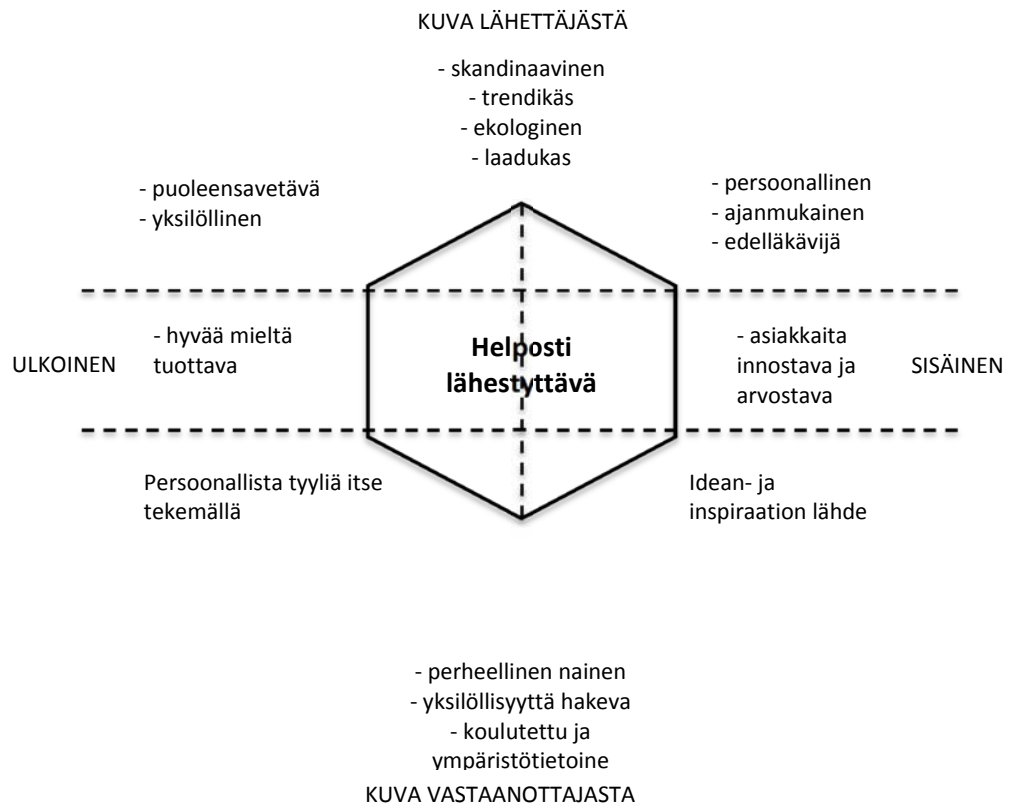 KUVA LÄHETTÄJÄSTÄ
- skandinaavinen
- trendikäs
- ekologinen
- laadukas
- puoleensavetävä
- yksilöllinen
- persoonallinen
- ajanmukainen
- edelläkävijä
ULKOINEN
- hyvää mieltä
tuottava
Helposti
lähestyttävä
- asiakkaita
innostava ja
arvostava
SISÄINEN
Persoonallista tyyliä itse
tekemällä
Idean- ja
inspiraation lähde
- perheellinen nainen
- yksilöllisyyttä hakeva
- koulutettu ja
ympäristötietoine
KUVA VASTAANOTTAJASTA